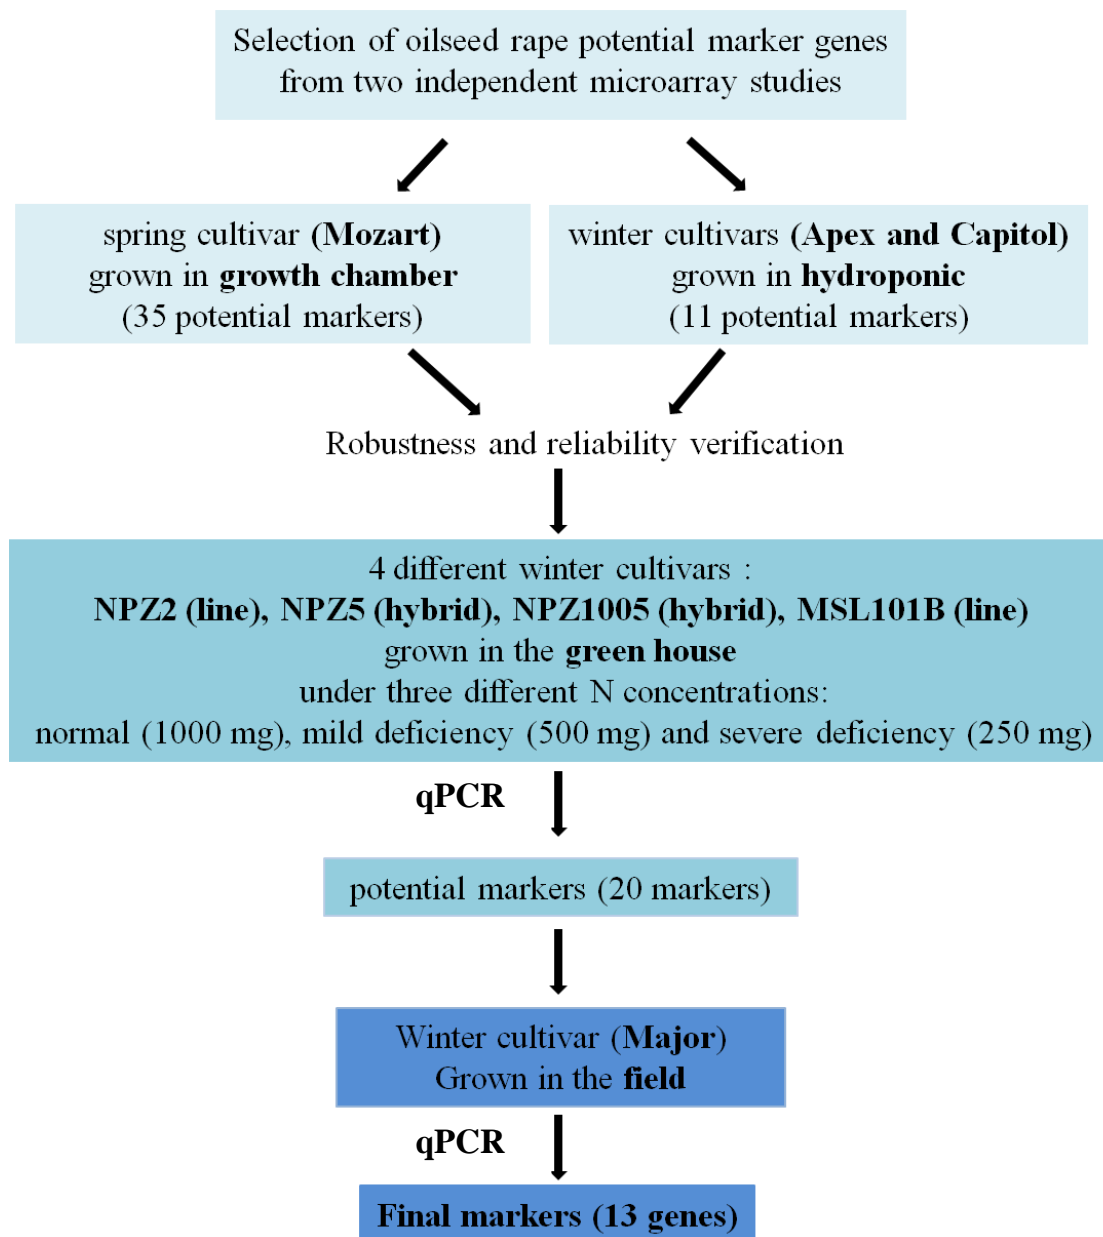 Selection of oilseed rape potential marker genes
from two independent microarray studies
spring cultivar (Mozart)
grown in growth chamber
(35 potential markers)
winter cultivars (Apex and Capitol)
grown in hydroponic
(11 potential markers)
Robustness and reliability verification
4 different winter cultivars :
NPZ2 (line), NPZ5 (hybrid), NPZ1005 (hybrid), MSL101B (line)
grown in the green house
under three different N concentrations:
normal (1000 mg), mild deficiency (500 mg) and severe deficiency (250 mg)
qPCR
potential markers (20 markers)
Winter cultivar (Major)
Grown in the field
qPCR
Final markers (13 genes)